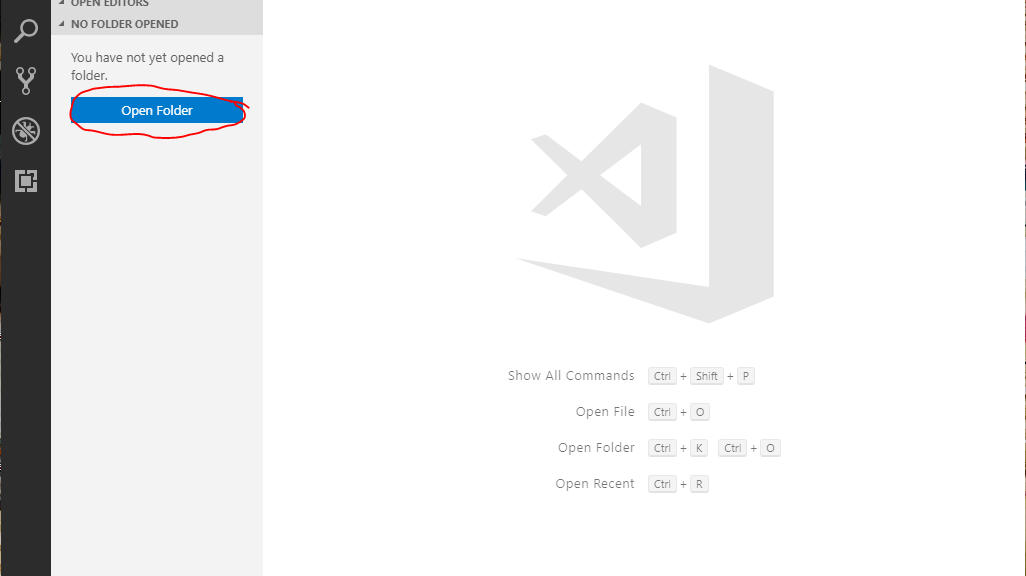 OPEN EDITORS
NO FOLDER OPENED
You have not yet opened a
folder.
Open Folder
Show All Commands Ctrl + Shift + P
Open File Ctrl + O
Open Folder Ctrl + K Ctrl + O
Open Recent Ctrl + R